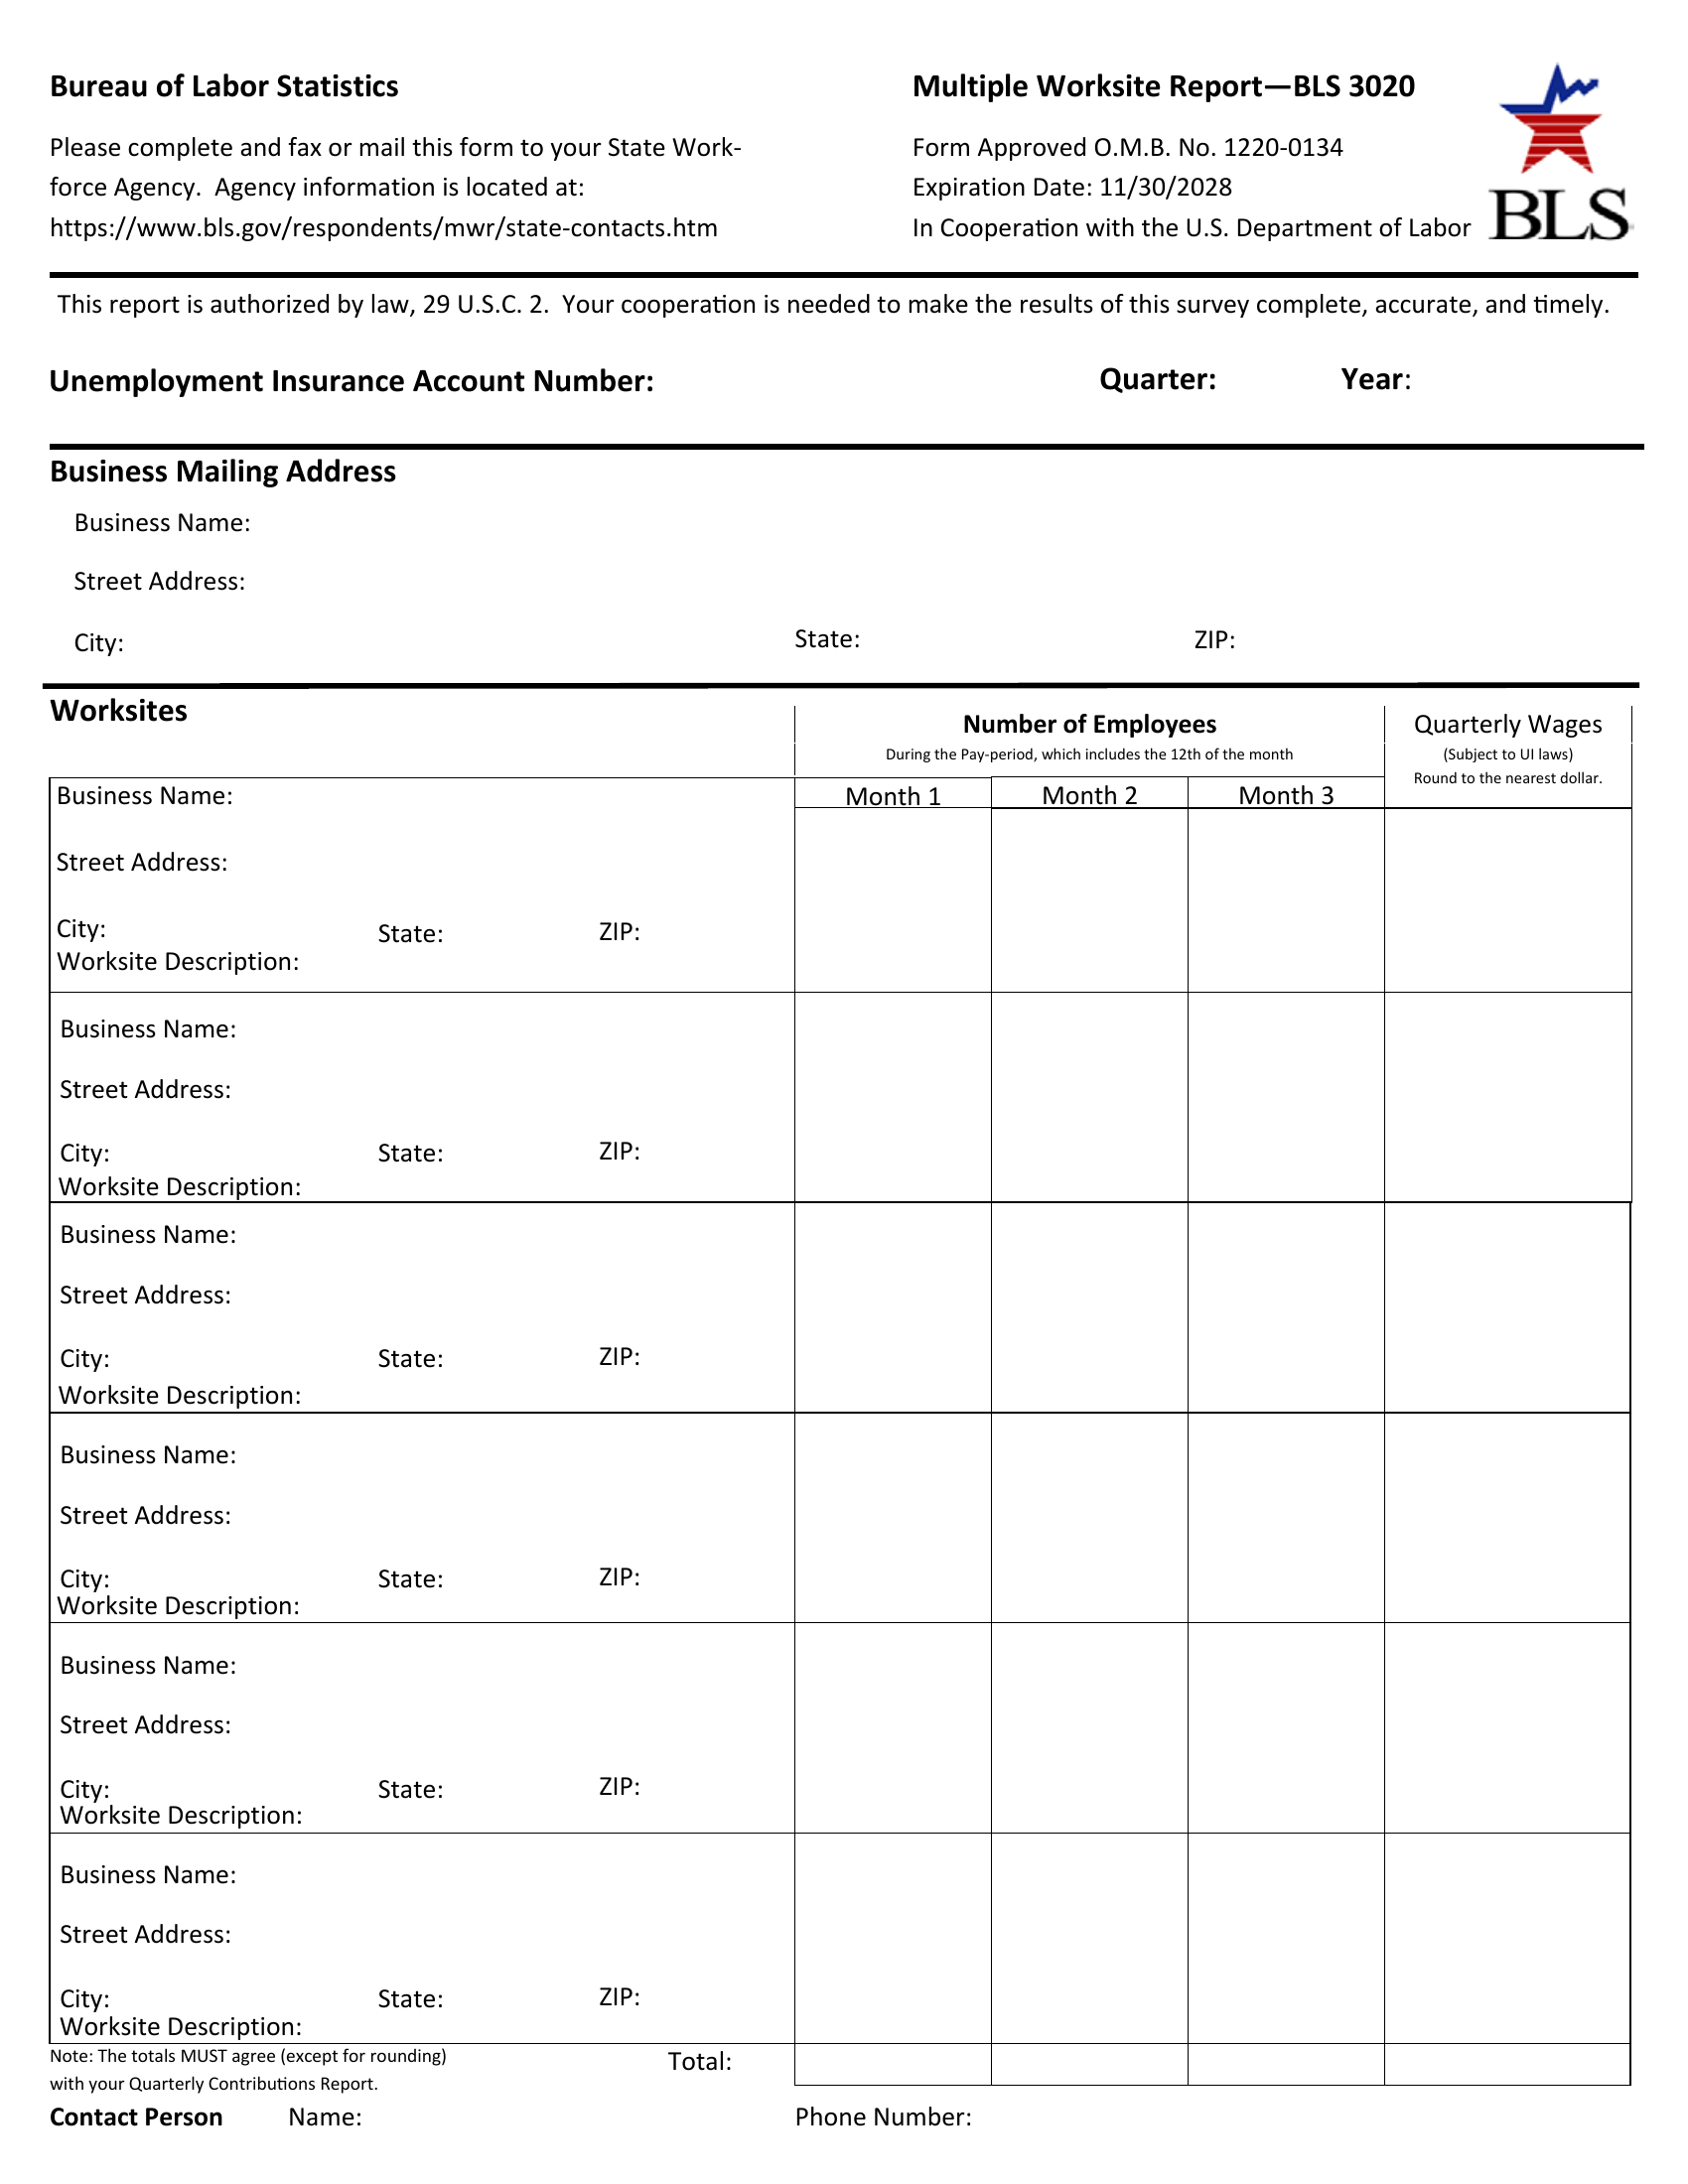 Bureau of Labor Statistics
Please complete and fax or mail this form to your State Work-
force Agency.  Agency information is located at:
https://www.bls.gov/respondents/mwr/state-contacts.htm
Multiple Worksite Report—BLS 3020
Form Approved O.M.B. No. 1220-0134
Expiration Date: 11/30/2028
In Cooperation with the U.S. Department of Labor
BLS
This report is authorized by law, 29 U.S.C. 2.  Your cooperation is needed to make the results of this survey complete, accurate, and timely.
Unemployment Insurance Account Number: Quarter: Year:
Business Mailing Address
Business Name:
Street Address:
City: State: ZIP:
Worksites
Number of Employees
During the Pay-period, which includes the 12th of the month
Quarterly Wages
(Subject to UI laws)
Round to the nearest dollar.
Month 1 Month 2 Month 3
Business Name:
Street Address:
City: State: ZIP:
Worksite Description:
Business Name:
Street Address:
City: State: ZIP:
Worksite Description:
Business Name:
Street Address:
City: State: ZIP:
Worksite Description:
Business Name:
Street Address:
City: State: ZIP:
Worksite Description:
Business Name:
Street Address:
City: State: ZIP:
Worksite Description:
Business Name:
Street Address:
City: State: ZIP:
Worksite Description:
Note: The totals MUST agree (except for rounding)
with your Quarterly Contributions Report.
Total:
Contact Person Name: Phone Number: